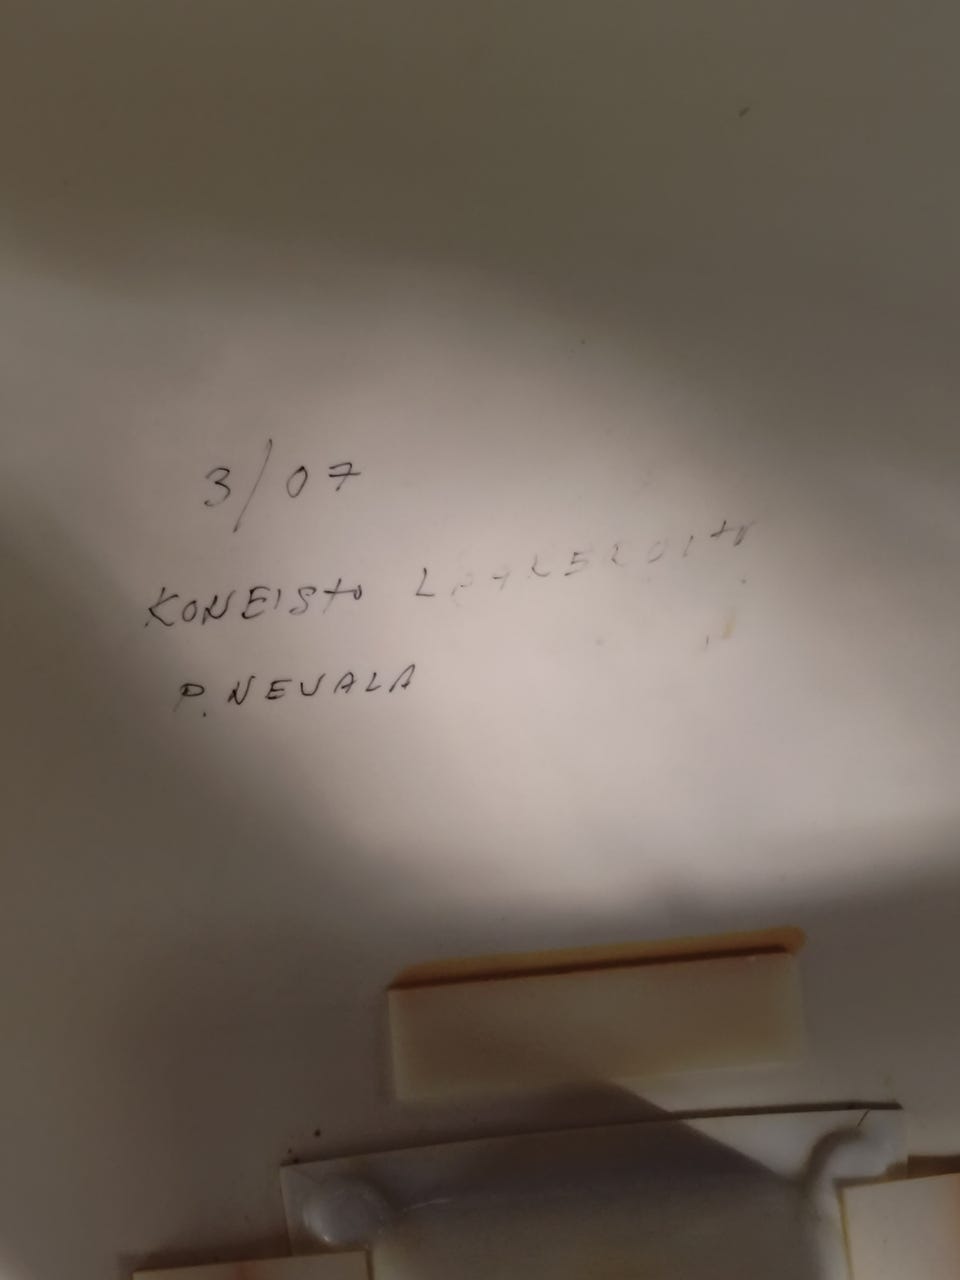 3/07
KONEISto
P. NEVALA